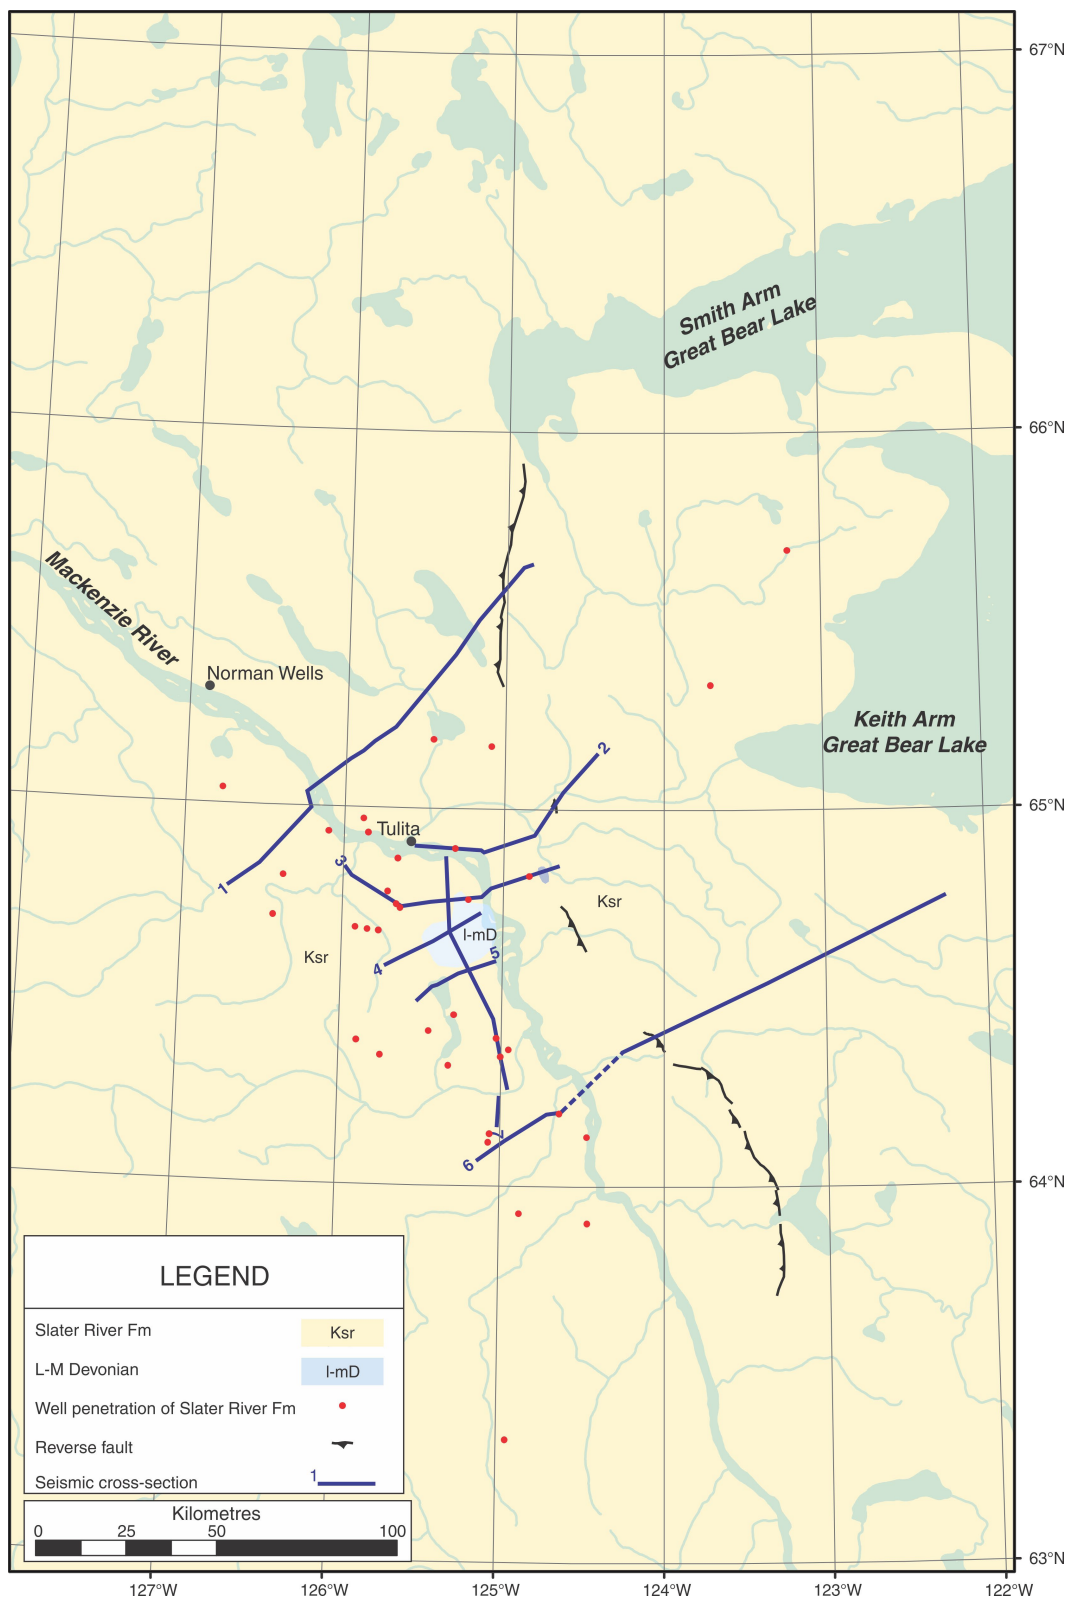 67°N
Smith Arm
Great Bear Lake
66°N
Mackenzie River
Norman Wells
Keith Arm
Great Bear Lake
2
65°N
Tulita
3
1
Ksr
l-mD
Ksr
4
5
7
6
64°N
LEGEND
Slater River Fm Ksr
L-M Devonian l-mD
Well penetration of Slater River Fm
Reverse fault
Seismic cross-section 1
Kilometres
0 25 50 100
63°N
127°W 126°W 125°W 124°W 123°W 122°W